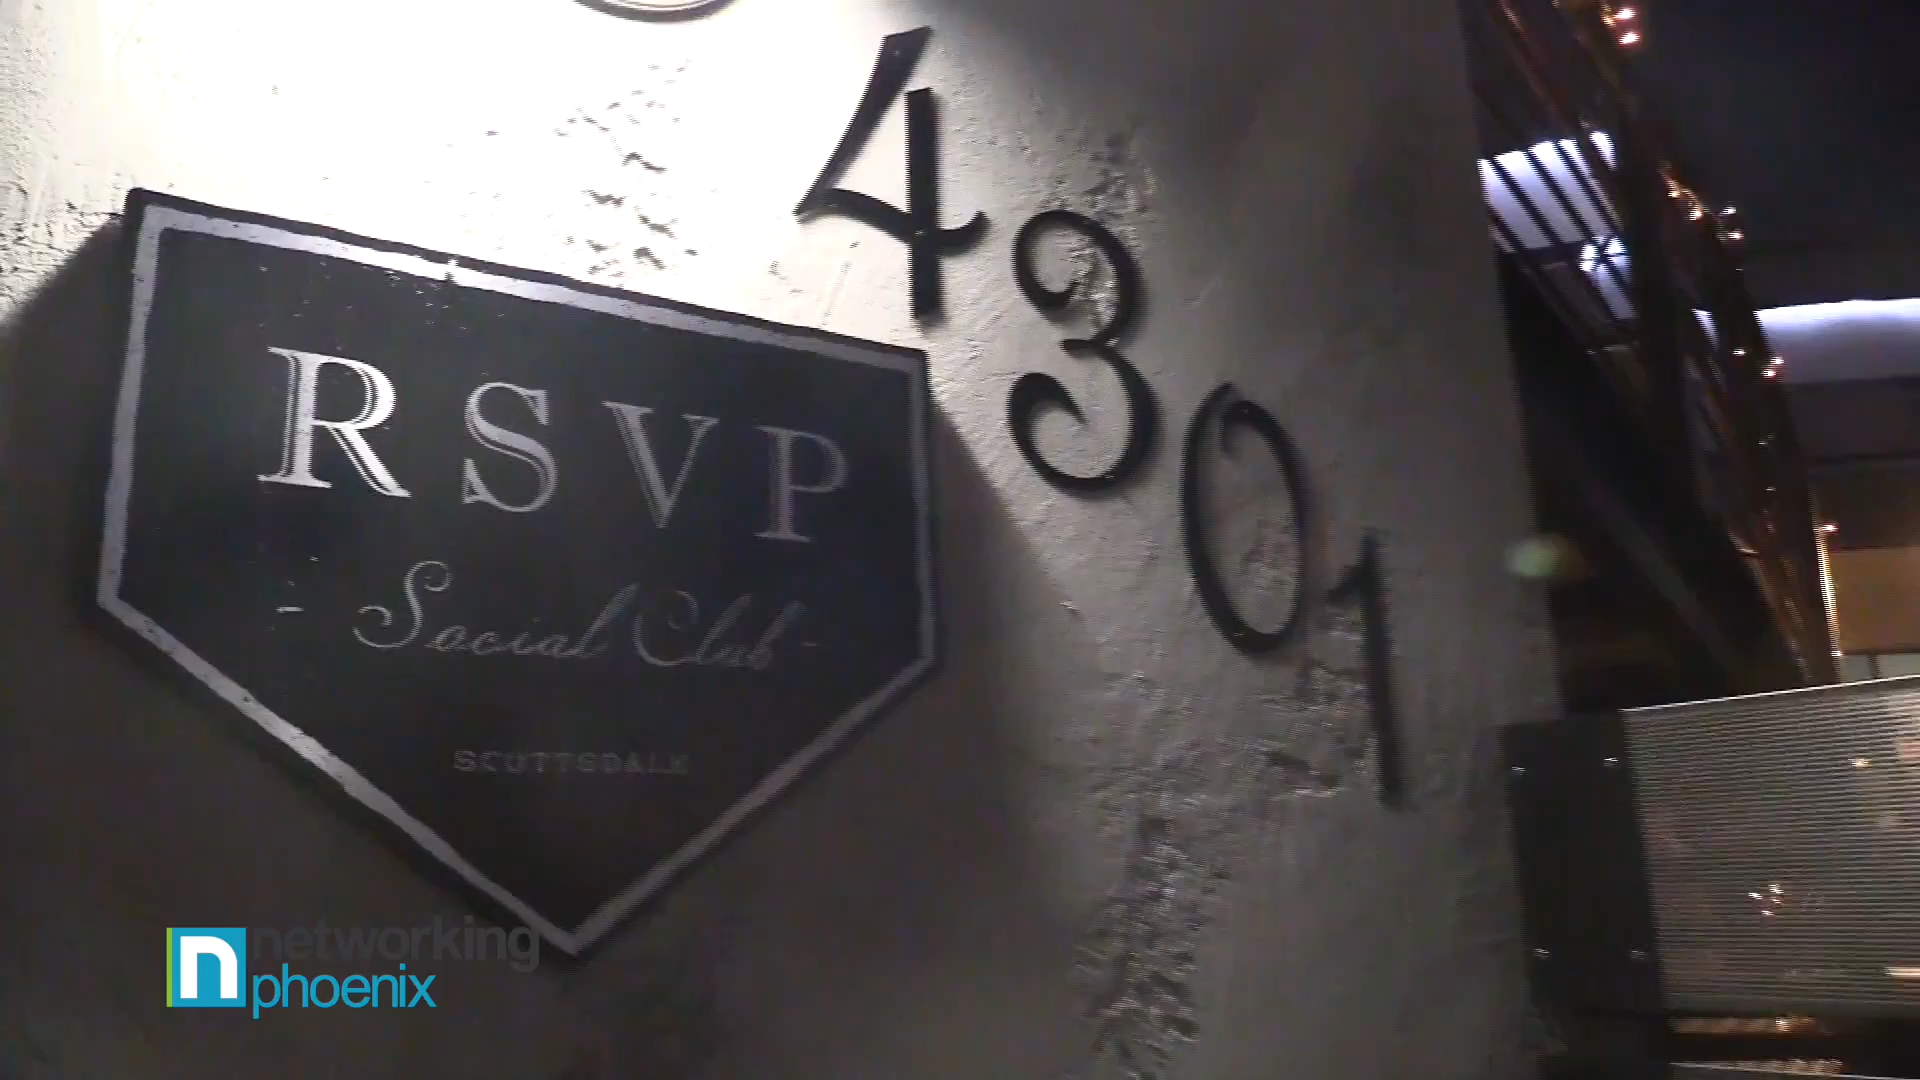 4301
RSVP
- Social Club -
SCOTTSDALE
networking
phoenix